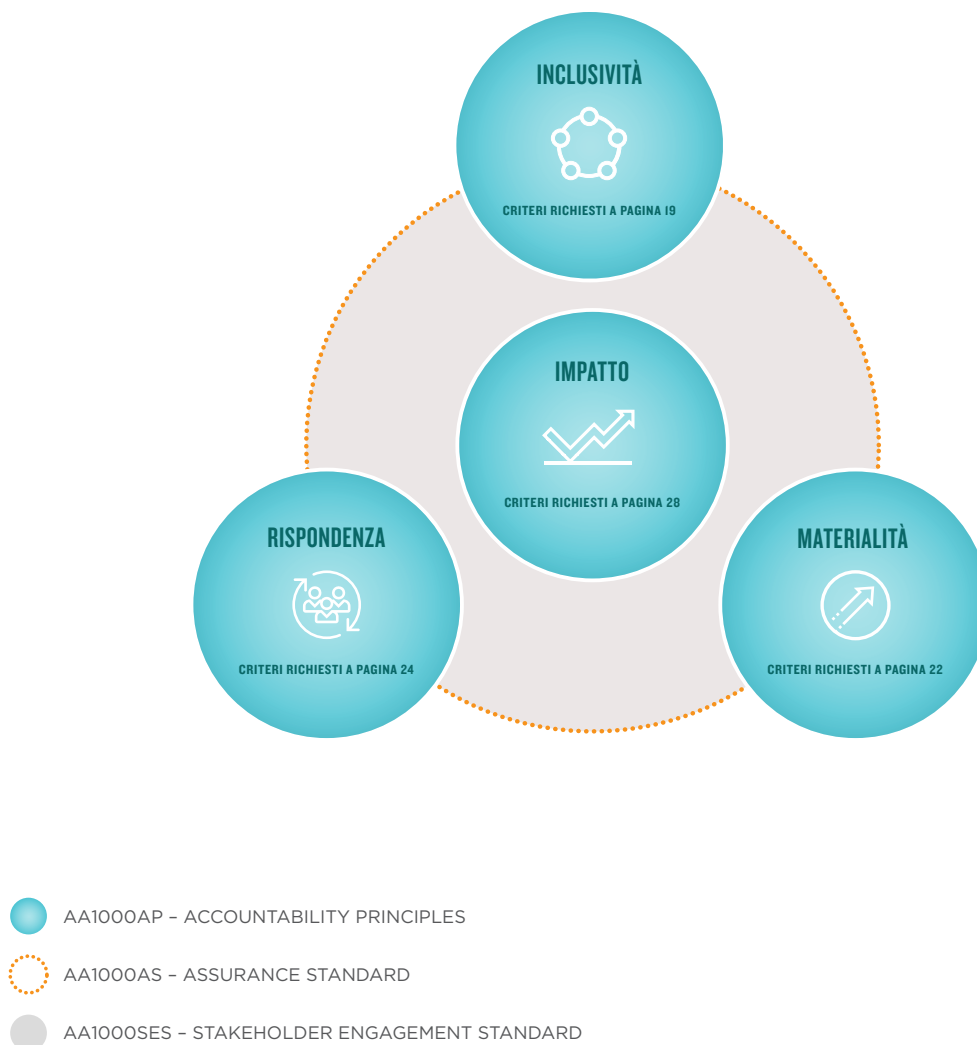 INCLUSIVITÀ
CRITERI RICHIESTI A PAGINA 19
IMPATTO
CRITERI RICHIESTI A PAGINA 28
RISPONDENZA
CRITERI RICHIESTI A PAGINA 24
MATERIALITÀ
CRITERI RICHIESTI A PAGINA 22
AA1000AP – ACCOUNTABILITY PRINCIPLES
AA1000AS – ASSURANCE STANDARD
AA1000SES – STAKEHOLDER ENGAGEMENT STANDARD